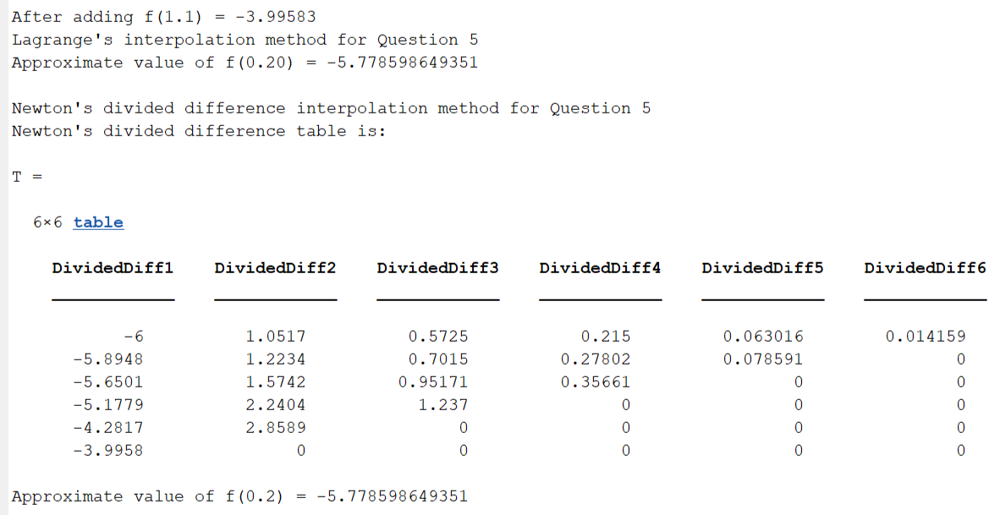 After adding f(1.1) = -3.99583
Lagrange's interpolation method for Question 5
Approximate value of f(0.20) = -5.778598649351
Newton's divided difference interpolation method for Question 5
Newton's divided difference table is:
T =
6×6 table
DividedDiff1 DividedDiff2 DividedDiff3 DividedDiff4 DividedDiff5 DividedDiff6
-6 1.0517 0.5725 0.215 0.063016 0.014159
-5.8948 1.2234 0.7015 0.27802 0.078591 0
-5.6501 1.5742 0.95171 0.35661 0 0
-5.1779 2.2404 1.237 0 0 0
-4.2817 2.8589 0 0 0 0
-3.9958 0 0 0 0 0
Approximate value of f(0.2) = -5.778598649351